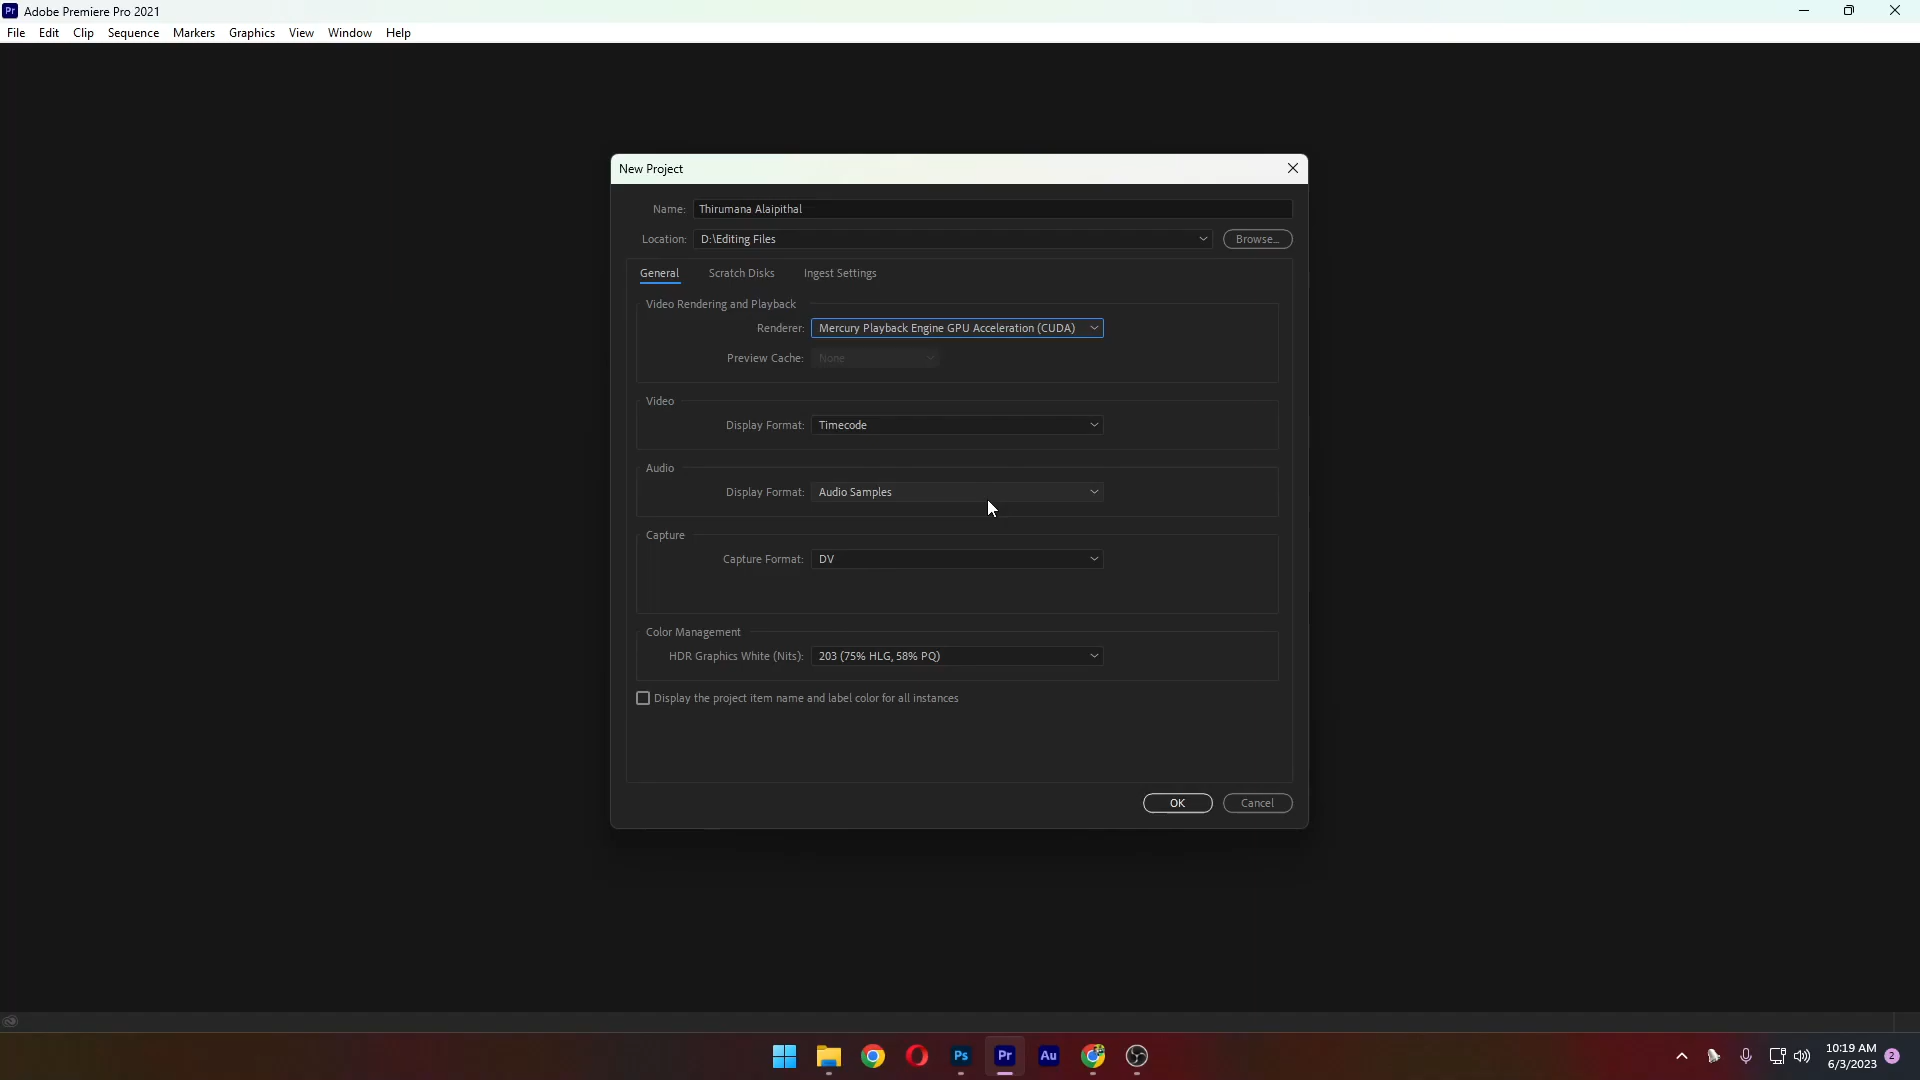 Pr Adobe Premiere Pro 2021
File Edit Clip Sequence Markers Graphics View Window Help
New Project
Name: Thirumana Alaipithal
Location: D:\Editing Files Browse...
General Scratch Disks Ingest Settings
Video Rendering and Playback
Renderer: Mercury Playback Engine GPU Acceleration (CUDA)
Preview Cache: None
Video
Display Format: Timecode
Audio
Display Format: Audio Samples
Capture
Capture Format: DV
Color Management
HDR Graphics White (Nits): 203 (75% HLG, 58% PQ)
Display the project item name and label color for all instances
OK Cancel
Ps Pr Au
10:19 AM
6/3/2023
2